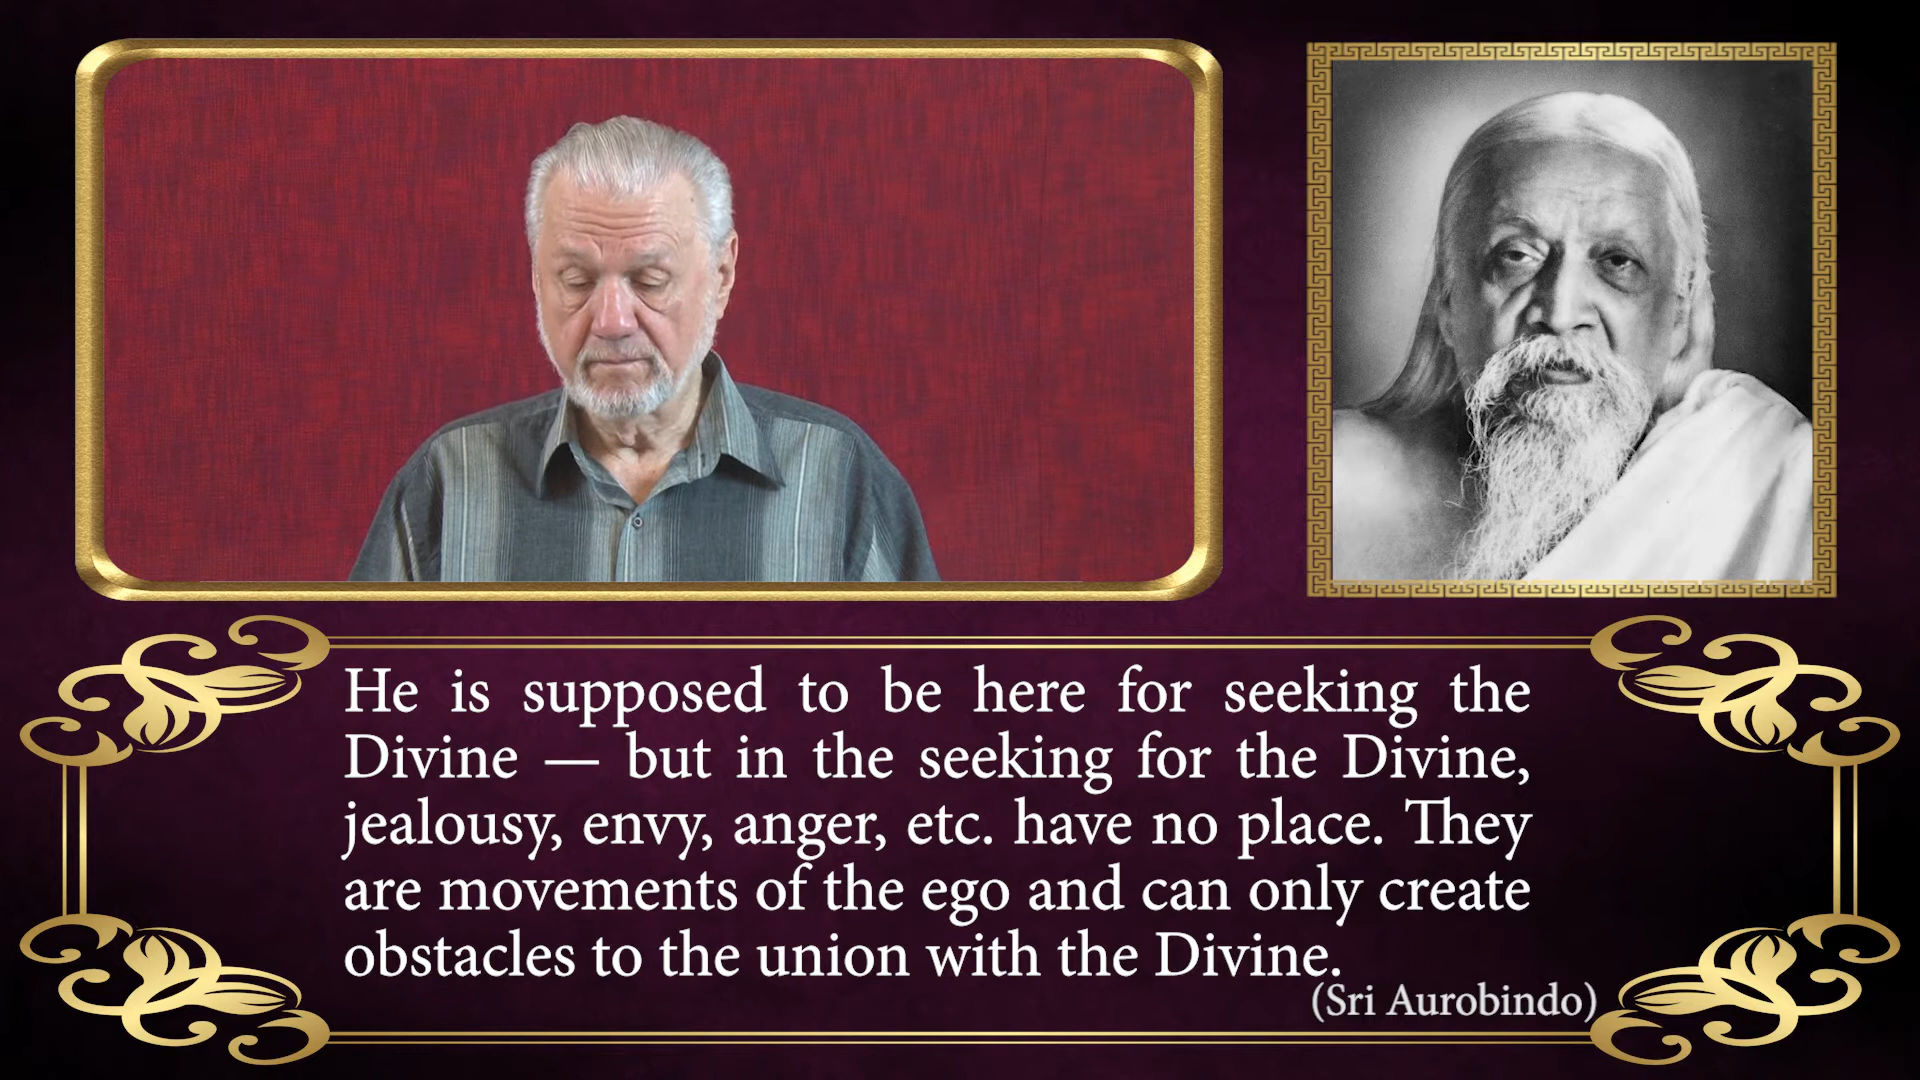 He is supposed to be here for seeking the
Divine — but in the seeking for the Divine,
jealousy, envy, anger, etc. have no place. They
are movements of the ego and can only create
obstacles to the union with the Divine.
(Sri Aurobindo)